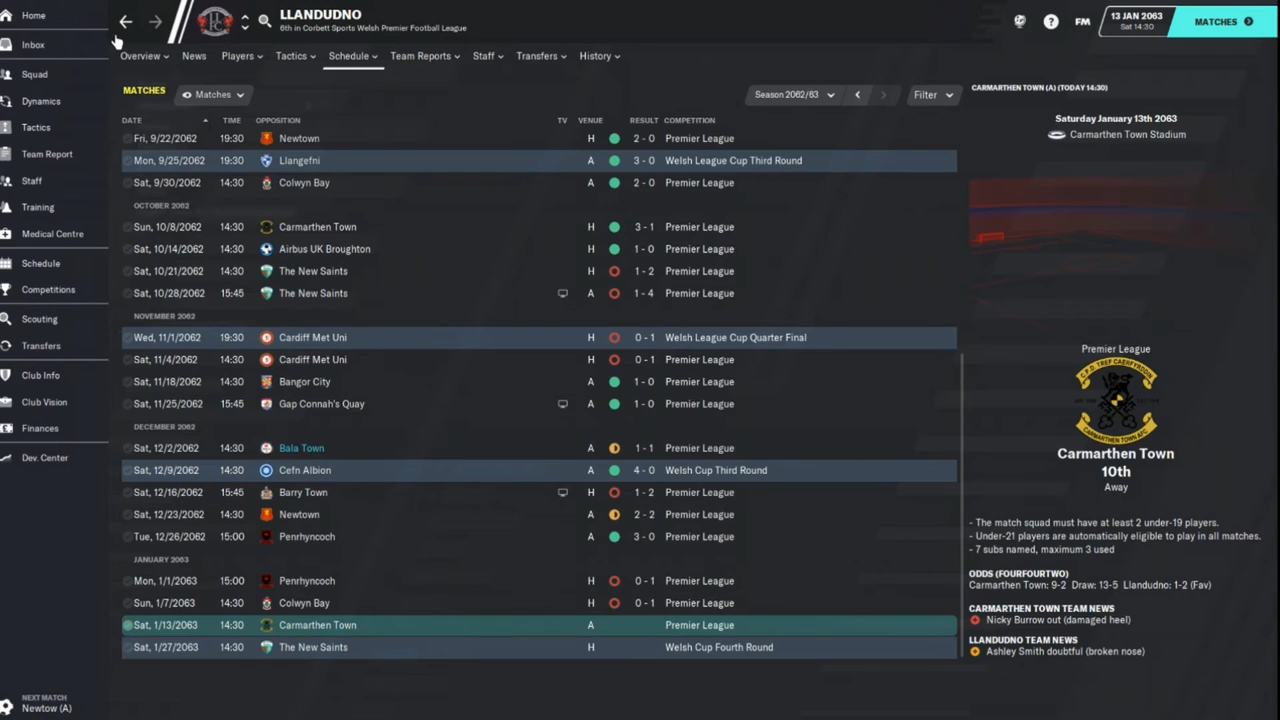 Home
Inbox
Squad
Dynamics
Tactics
Team Report
Staff
Training
Medical Centre
Schedule
Competitions
Scouting
Transfers
Club Info
Club Vision
Finances
Dev. Center
NEXT MATCH
Newtow (A)
LLANDUDNO
6th in Corbett Sports Welsh Premier Football League
FM
13 JAN 2063
Sat 14:30
MATCHES
Overview News Players Tactics Schedule Team Reports Staff Transfers History
MATCHES Matches Season 2062/63 Filter
DATE TIME OPPOSITION TV VENUE RESULT COMPETITION
Fri, 9/22/2062 19:30 Newtown H 2 - 0 Premier League
Mon, 9/25/2062 19:30 Llangefni A 3 - 0 Welsh League Cup Third Round
Sat, 9/30/2062 14:30 Colwyn Bay A 2 - 0 Premier League
OCTOBER 2062
Sun, 10/8/2062 14:30 Carmarthen Town H 3 - 1 Premier League
Sat, 10/14/2062 14:30 Airbus UK Broughton H 1 - 0 Premier League
Sat, 10/21/2062 14:30 The New Saints H 1 - 2 Premier League
Sat, 10/28/2062 15:45 The New Saints A 1 - 4 Premier League
NOVEMBER 2062
Wed, 11/1/2062 19:30 Cardiff Met Uni H 0 - 1 Welsh League Cup Quarter Final
Sat, 11/4/2062 14:30 Cardiff Met Uni H 0 - 1 Premier League
Sat, 11/18/2062 14:30 Bangor City A 1 - 0 Premier League
Sat, 11/25/2062 15:45 Gap Connah's Quay A 1 - 0 Premier League
DECEMBER 2062
Sat, 12/2/2062 14:30 Bala Town A 1 - 1 Premier League
Sat, 12/9/2062 14:30 Cefn Albion A 4 - 0 Welsh Cup Third Round
Sat, 12/16/2062 15:45 Barry Town H 1 - 2 Premier League
Sat, 12/23/2062 14:30 Newtown A 2 - 2 Premier League
Tue, 12/26/2062 15:00 Penrhyncoch A 3 - 0 Premier League
JANUARY 2063
Mon, 1/1/2063 15:00 Penrhyncoch H 0 - 1 Premier League
Sun, 1/7/2063 14:30 Colwyn Bay H 0 - 1 Premier League
Sat, 1/13/2063 14:30 Carmarthen Town A Premier League
Sat, 1/27/2063 14:30 The New Saints H Welsh Cup Fourth Round
CARMARTHEN TOWN (A) (TODAY 14:30)
Saturday January 13th 2063
Carmarthen Town Stadium
Premier League
C.P.D. TREF CAERFYRDDIN
CARMARTHEN TOWN AFC
Carmarthen Town
10th
Away
- The match squad must have at least 2 under-19 players.
- Under-21 players are automatically eligible to play in all matches.
- 7 subs named, maximum 3 used
ODDS (FOURFOURTWO)
Carmarthen Town: 9-2 Draw: 13-5 Llandudno: 1-2 (Fav)
CARMARTHEN TOWN TEAM NEWS
Nicky Burrow out (damaged heel)
LLANDUDNO TEAM NEWS
Ashley Smith doubtful (broken nose)